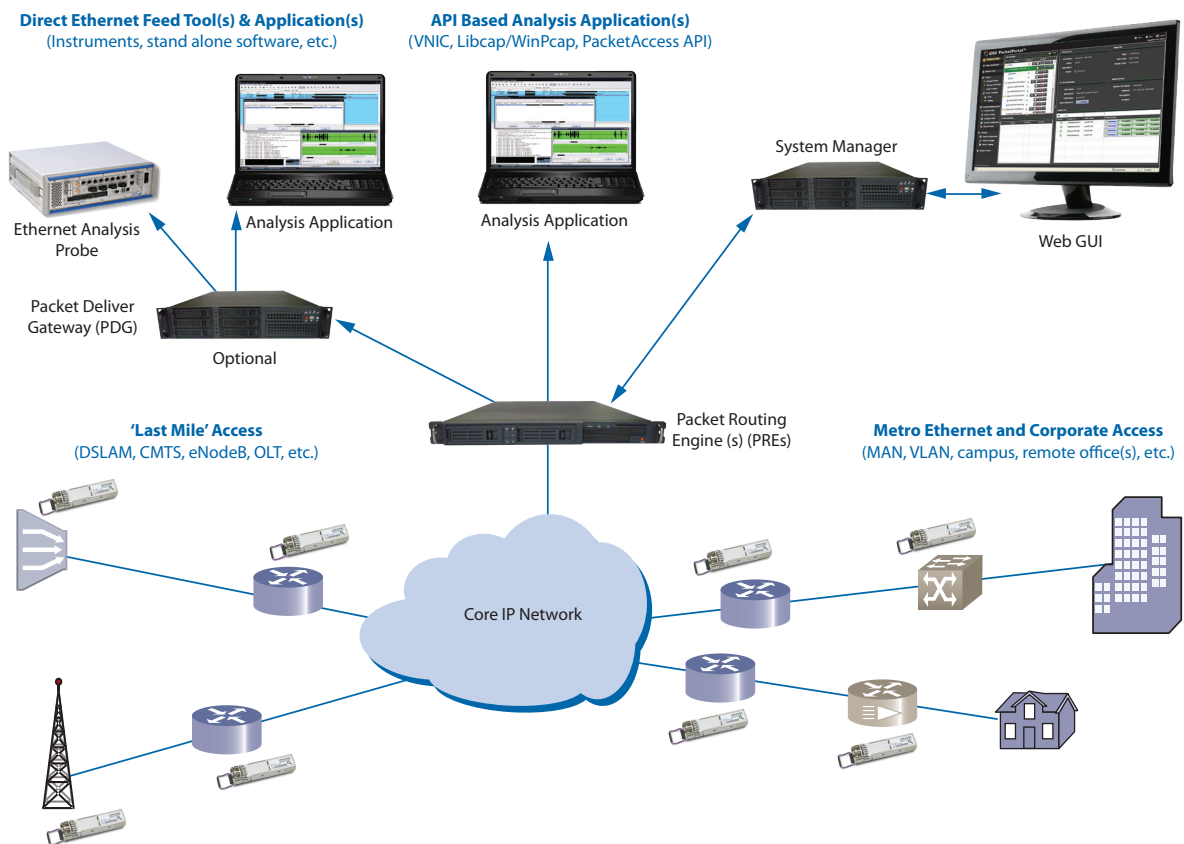 Direct Ethernet Feed Tool(s) & Application(s)
(Instruments, stand alone software, etc.)
API Based Analysis Application(s)
(VNIC, Libcap/WinPcap, PacketAccess API)
System Manager
Ethernet Analysis
Probe
Analysis Application
Analysis Application
Web GUI
Packet Deliver
Gateway (PDG)
Optional
Packet Routing
Engine (s) (PREs)
'Last Mile' Access
(DSLAM, CMTS, eNodeB, OLT, etc.)
Metro Ethernet and Corporate Access
(MAN, VLAN, campus, remote office(s), etc.)
Core IP Network